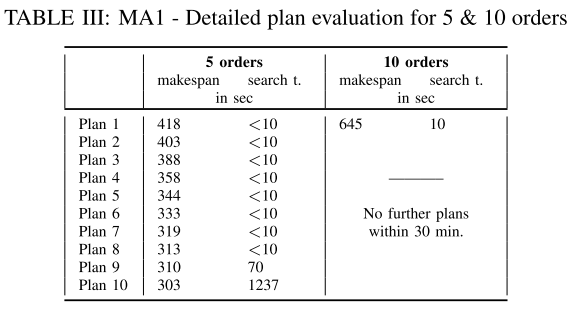 TABLE III: MA1 - Detailed plan evaluation for 5 & 10 orders
5 orders 10 orders
makespan search t. makespan search t.
in sec in sec
Plan 1 418 <10 645 10
Plan 2 403 <10
Plan 3 388 <10
Plan 4 358 <10
Plan 5 344 <10
Plan 6 333 <10 No further plans
Plan 7 319 <10 within 30 min.
Plan 8 313 <10
Plan 9 310 70
Plan 10 303 1237